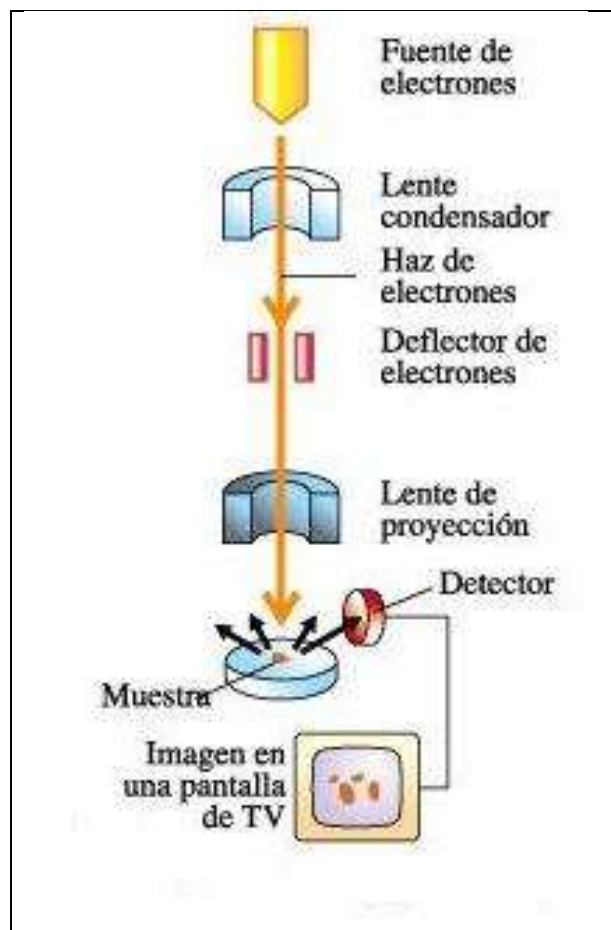 Fuente de
electrones
Lente
condensador
Haz de
electrones
Deflector de
electrones
Lente de
proyección
Detector
Muestra
Imagen en
una pantalla
de TV